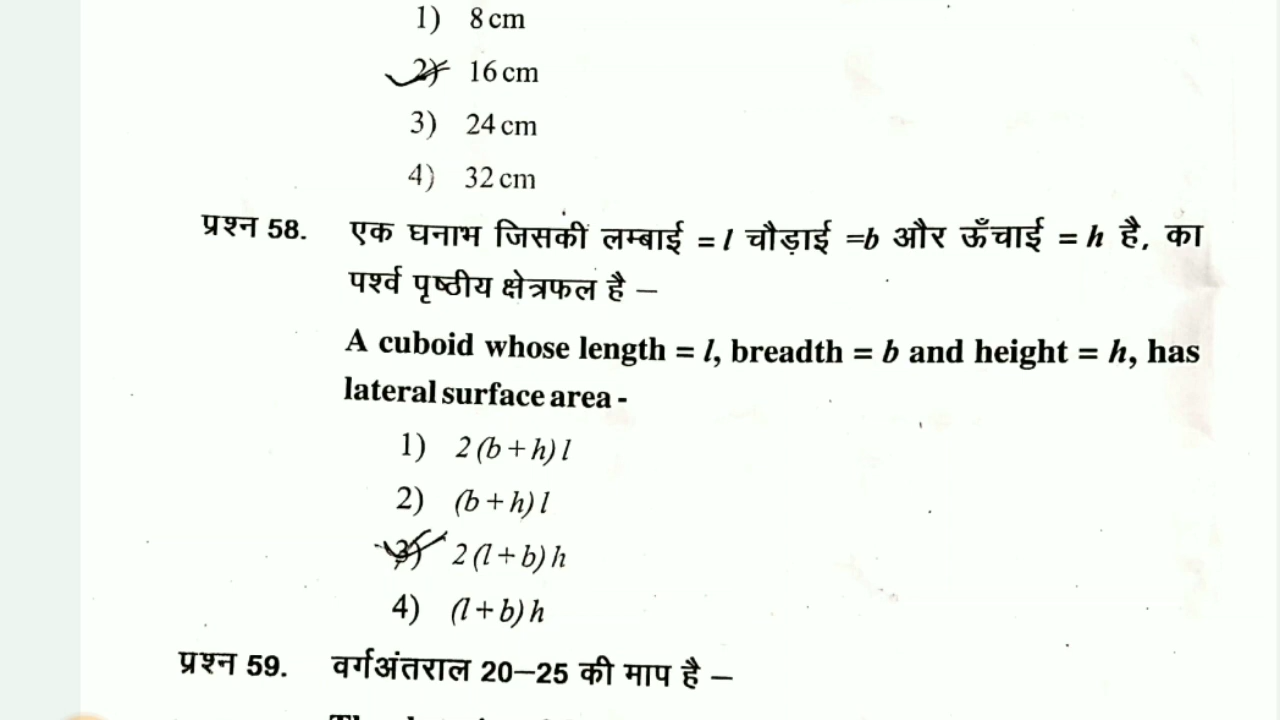 1) 8 cm
2) 16 cm
3) 24 cm
4) 32 cm
प्रश्न 58. एक घनाभ जिसकी लम्बाई = l चौड़ाई =b और ऊँचाई = h है, का
पर्श्व पृष्ठीय क्षेत्रफल है –
A cuboid whose length = l, breadth = b and height = h, has
lateral surface area -
1) 2 (b + h) l
2) (b + h) l
3) 2 (l + b) h
4) (l + b) h
प्रश्न 59. वर्गअंतराल 20–25 की माप है –